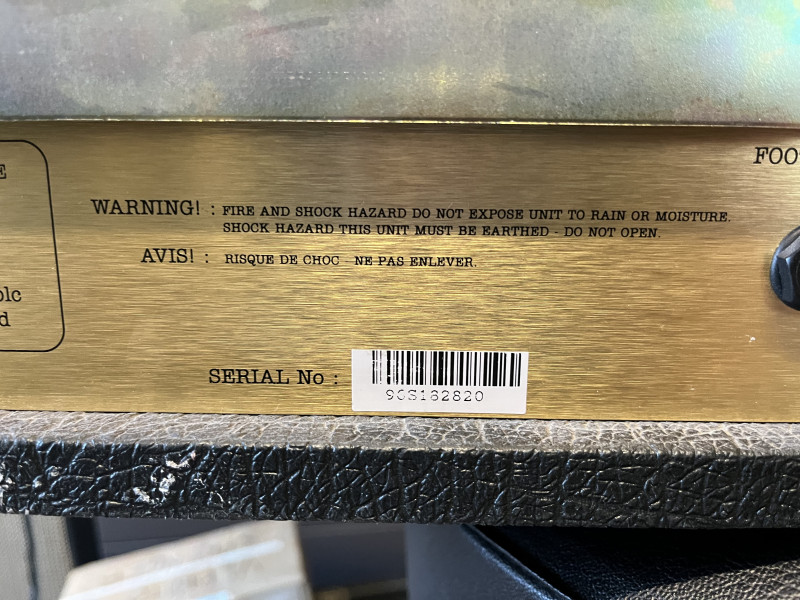 E
FOO
WARNING! : FIRE AND SHOCK HAZARD DO NOT EXPOSE UNIT TO RAIN OR MOISTURE.
SHOCK HAZARD THIS UNIT MUST BE EARTHED - DO NOT OPEN.
AVIS! : RISQUE DE CHOC - NE PAS ENLEVER.
plc
d
SERIAL No :